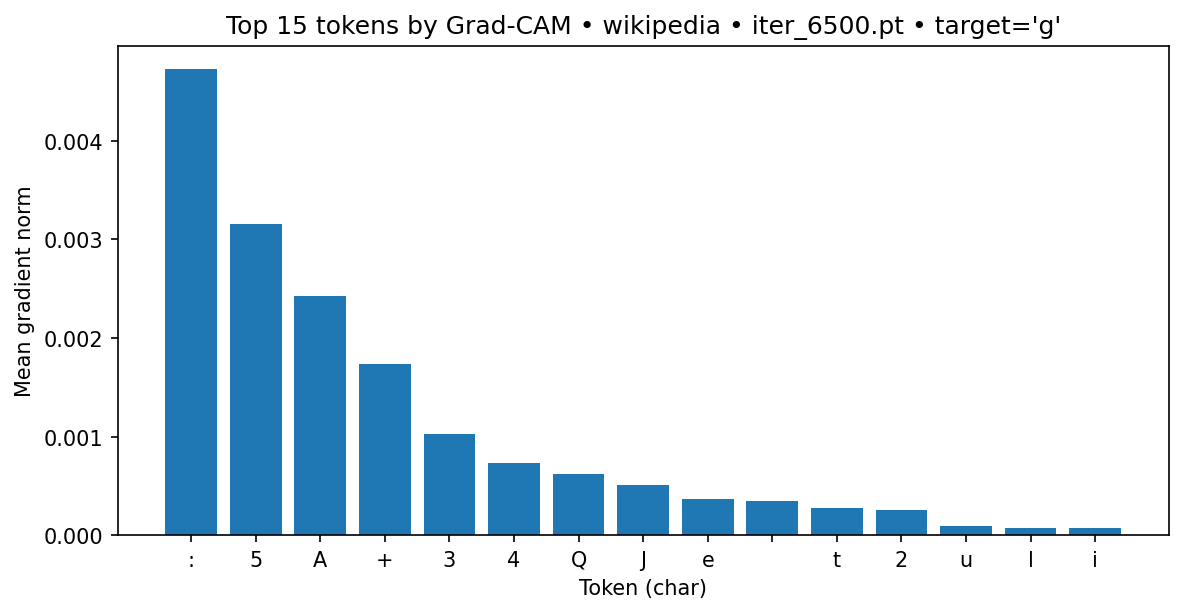 Top 15 tokens by Grad-CAM • wikipedia • iter_6500.pt • target='g'
Mean gradient norm
0.004
0.003
0.002
0.001
0.000
: 5 A + 3 4 Q J e t 2 u l i
Token (char)